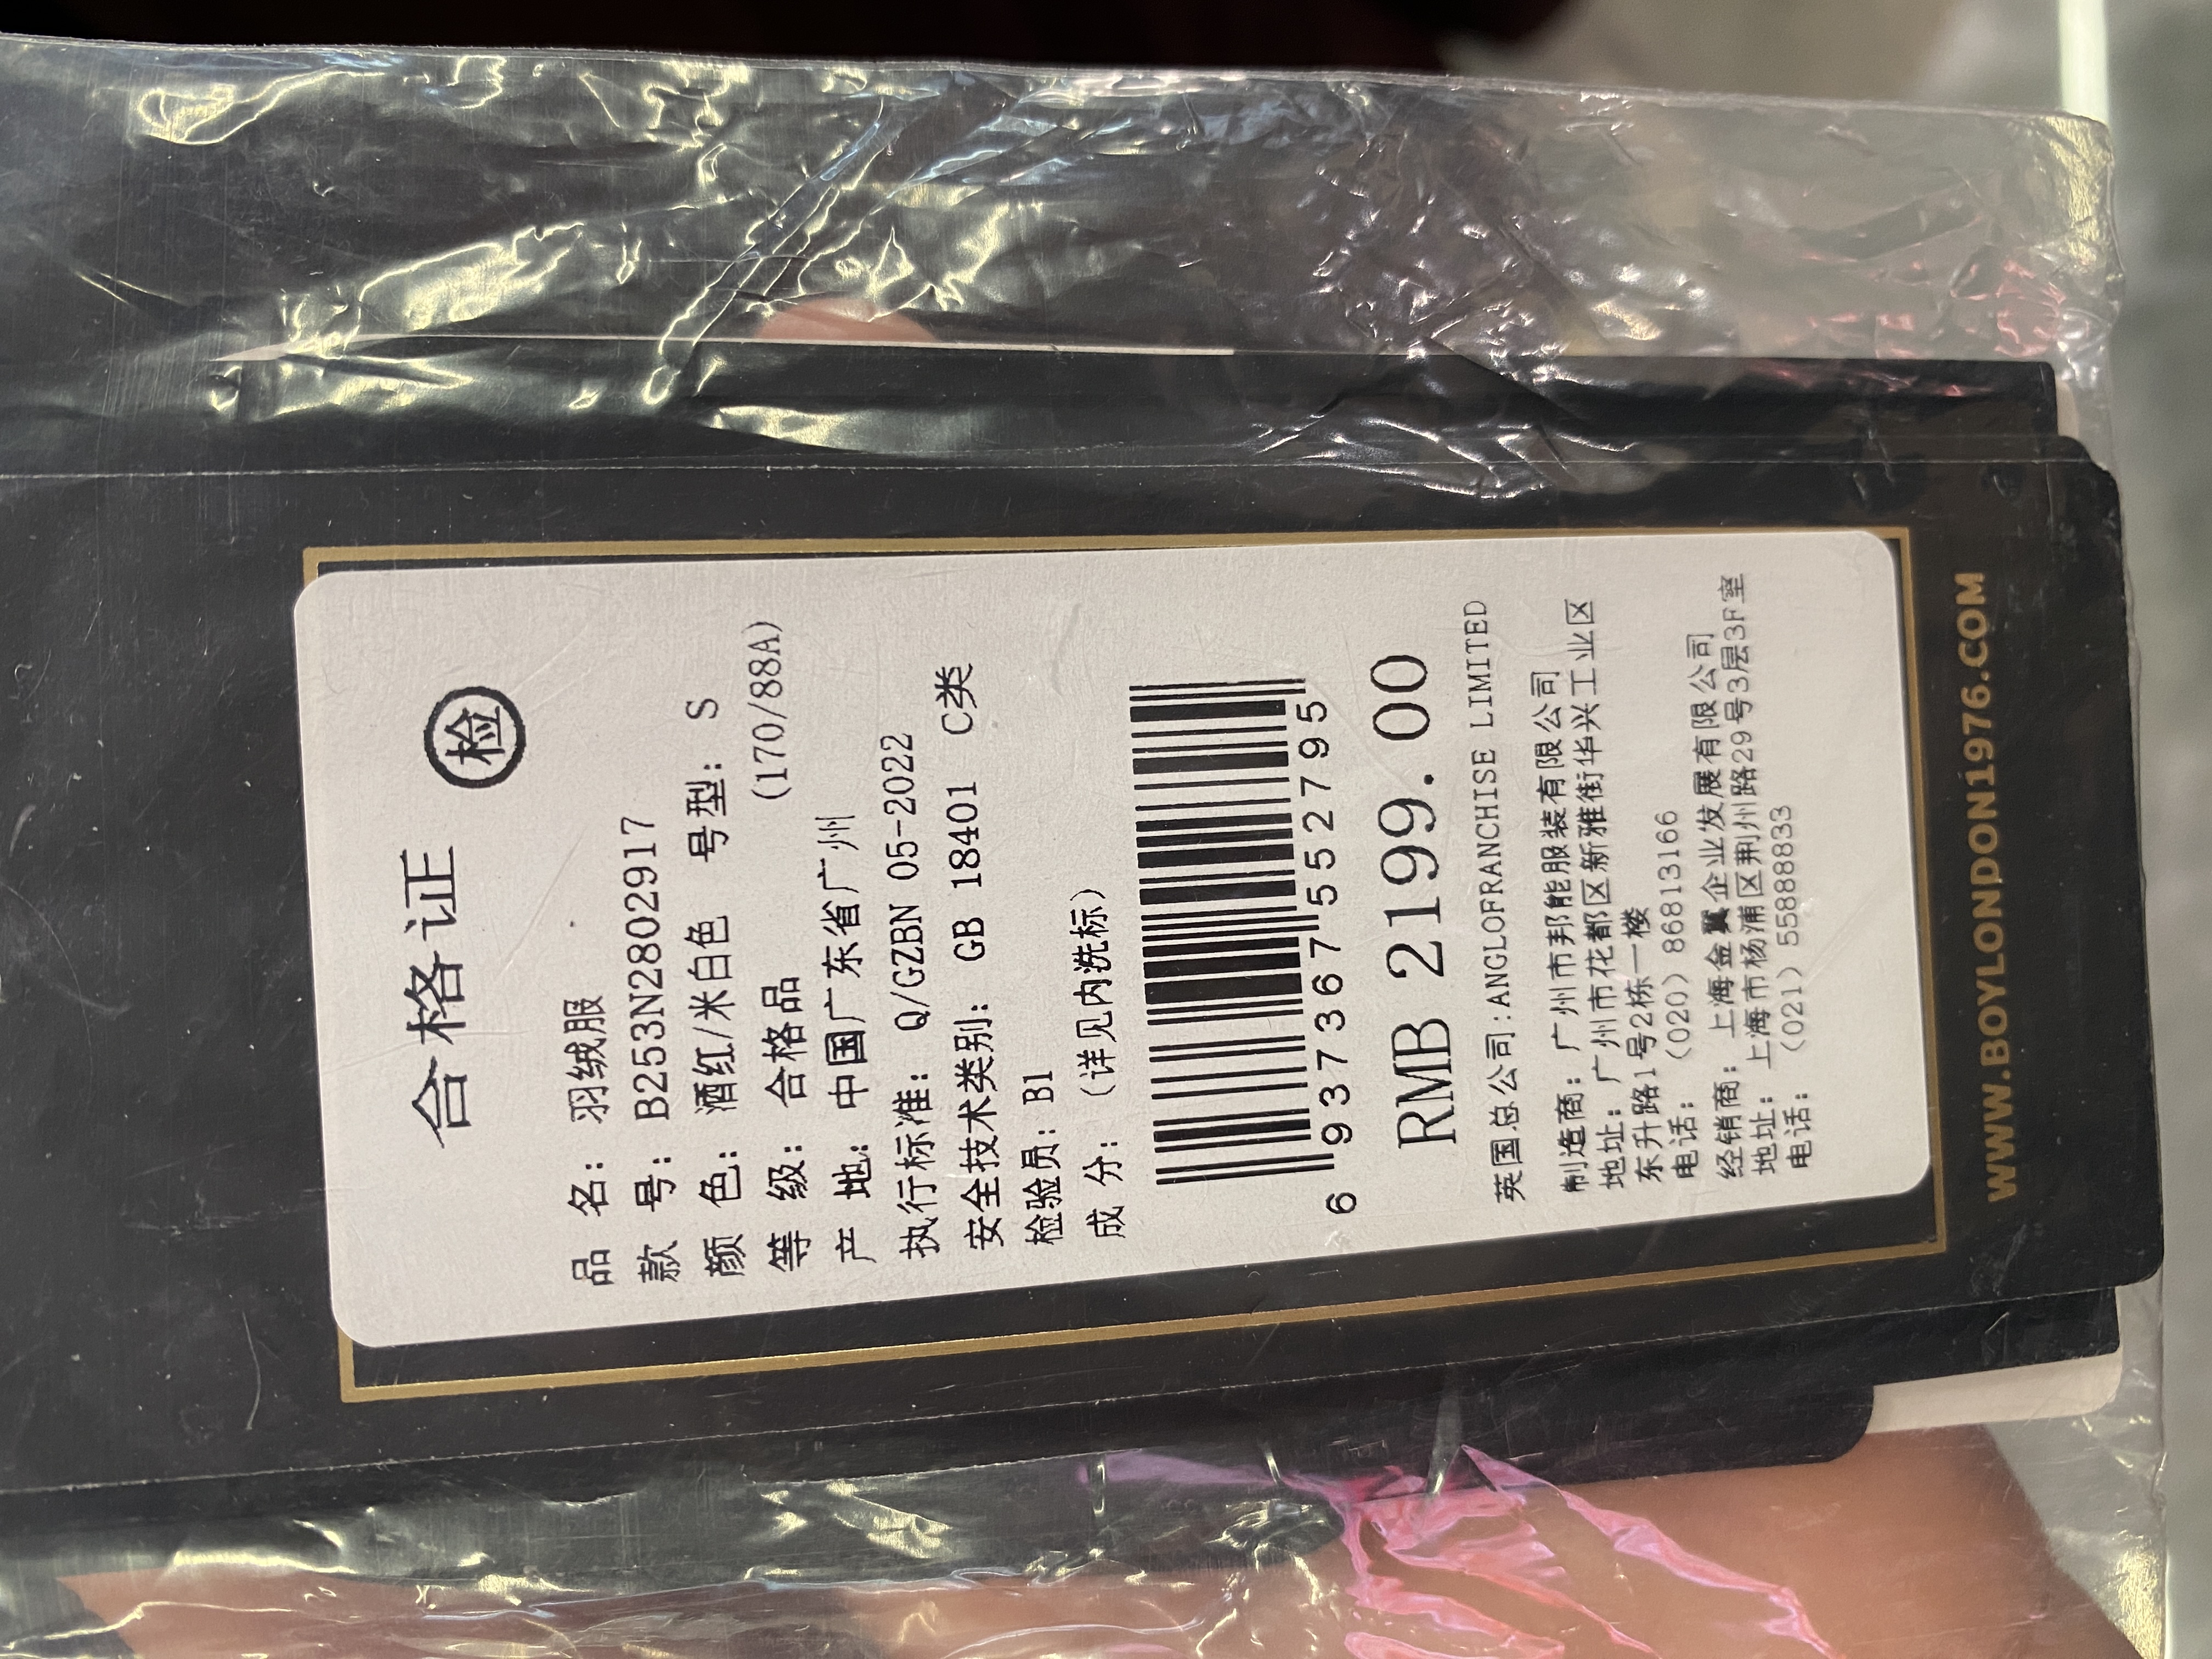 合格证 检
品 名: 羽绒服
款 号: B253N2802917
颜 色: 酒红/米白色 号型: S
等 级: 合格品 (170/88A)
产 地: 中国广东省广州
执行标准: Q/GZBN 05-2022
安全技术类别: GB 18401 C类
检验员: B1
成 分: (详见内洗标)
6 937367 552795
RMB 2199.00
英国总公司:ANGLOFRANCHISE LIMITED
制造商: 广州市邦能服装有限公司
地址: 广州市花都区新雅街华兴工业区
东升路1号2栋一楼
电话: (020) 86813166
经销商: 上海金翼企业发展有限公司
地址: 上海市杨浦区荆州路29号3层3F室
电话: (021) 55888833
WWW.BOYLONDON1976.COM